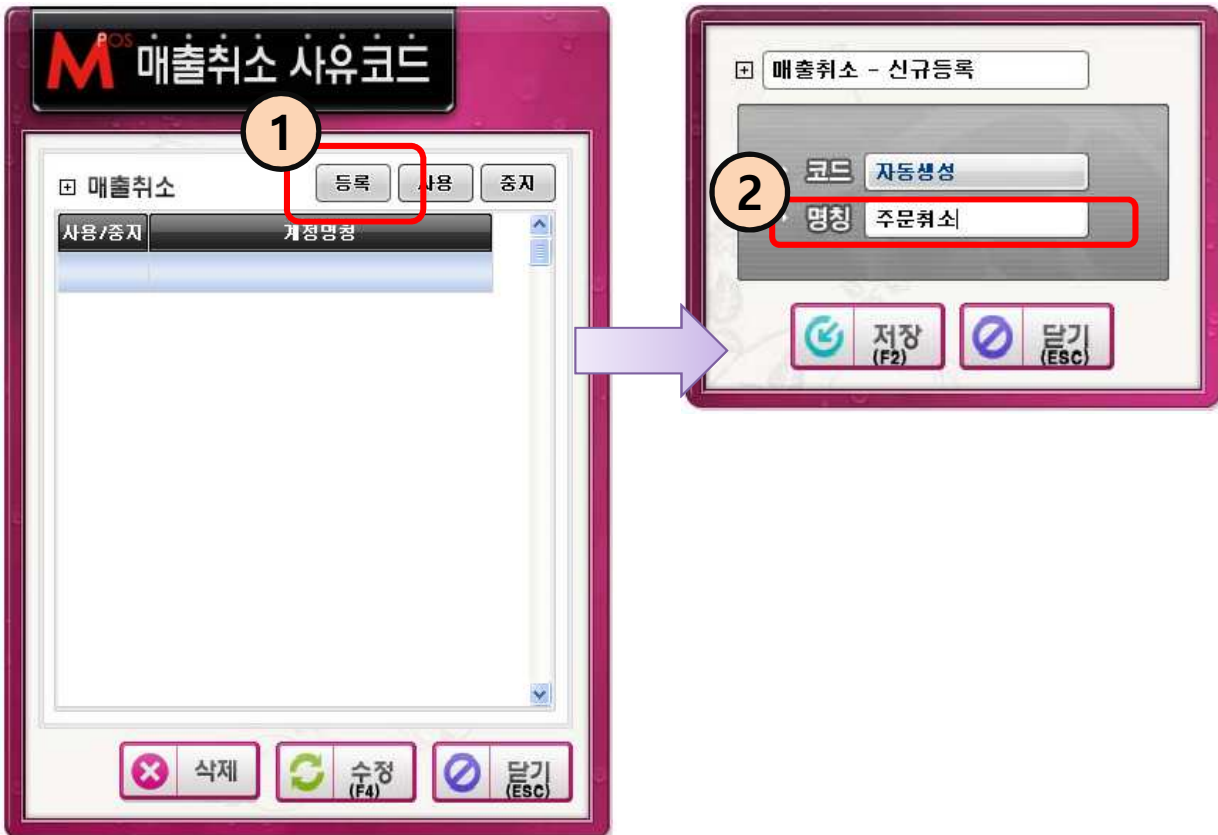 MPOS 매출취소 사유코드
1
매출취소 등록 사용 중지
사용/중지 계정명칭
삭제 수정 (F4) 닫기 (ESC)
매출취소 - 신규등록
코드 자동생성
2
명칭 주문취소
저장 (F2) 닫기 (ESC)